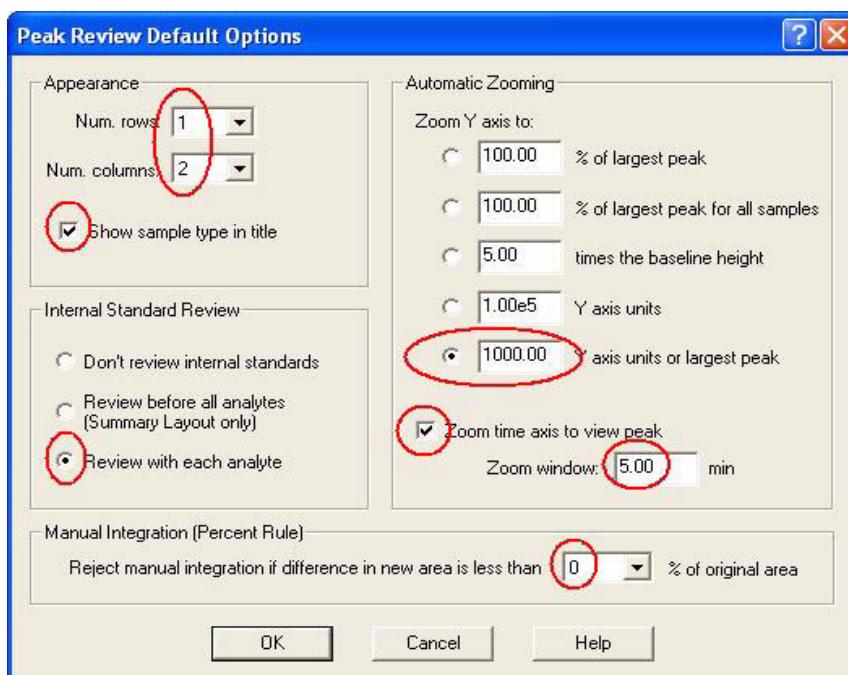 Peak Review Default Options
Appearance
Num. rows: 1
Num. columns: 2
Show sample type in title
Internal Standard Review
Don't review internal standards
Review before all analytes
(Summary Layout only)
Review with each analyte
Automatic Zooming
Zoom Y axis to:
100.00 % of largest peak
100.00 % of largest peak for all samples
5.00 times the baseline height
1.00e5 Y axis units
1000.00 Y axis units or largest peak
Zoom time axis to view peak
Zoom window: 5.00 min
Manual Integration (Percent Rule)
Reject manual integration if difference in new area is less than 0 % of original area
OK Cancel Help